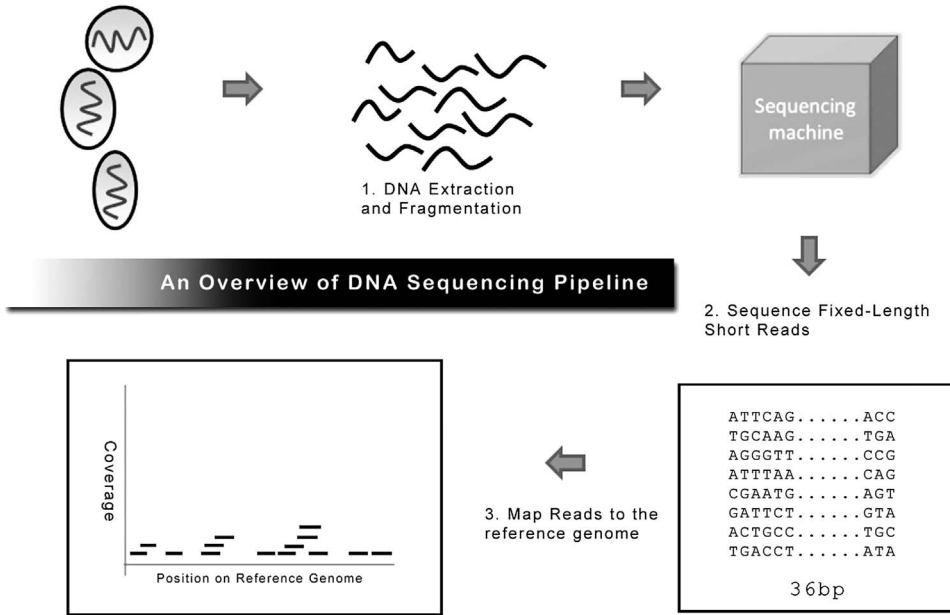 Sequencing
machine
1. DNA Extraction
and Fragmentation
An Overview of DNA Sequencing Pipeline
2. Sequence Fixed-Length
Short Reads
ATTCAG......ACC
TGCAAG......TGA
AGGGTT......CCG
ATTTAA......CAG
CGAATG......AGT
GATTCT......GTA
ACTGCC......TGC
TGACCT......ATA
36bp
3. Map Reads to the
reference genome
Coverage
Position on Reference Genome